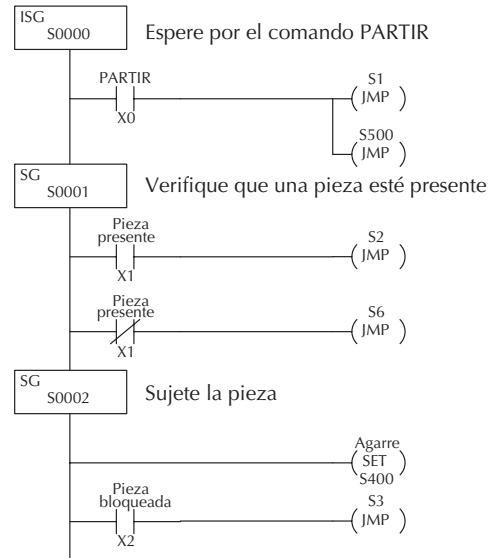 ISG
S0000
Espere por el comando PARTIR
PARTIR
X0
S1
JMP
S500
JMP
SG
S0001
Verifique que una pieza esté presente
Pieza
presente
X1
S2
JMP
Pieza
presente
X1
S6
JMP
SG
S0002
Sujete la pieza
Agarre
SET
S400
Pieza
bloqueada
X2
S3
JMP